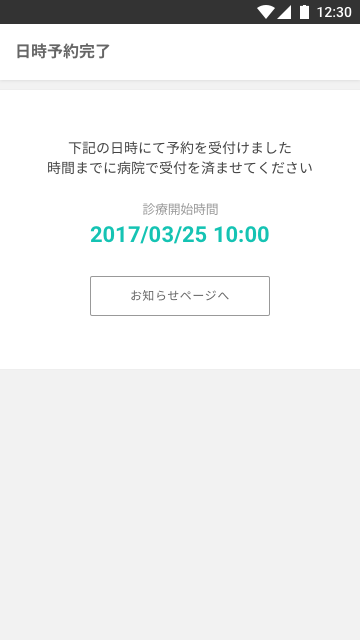 12:30
日時予約完了
下記の日時にて予約を受付けました
時間までに病院で受付を済ませてください
診療開始時間
2017/03/25 10:00
お知らせページへ